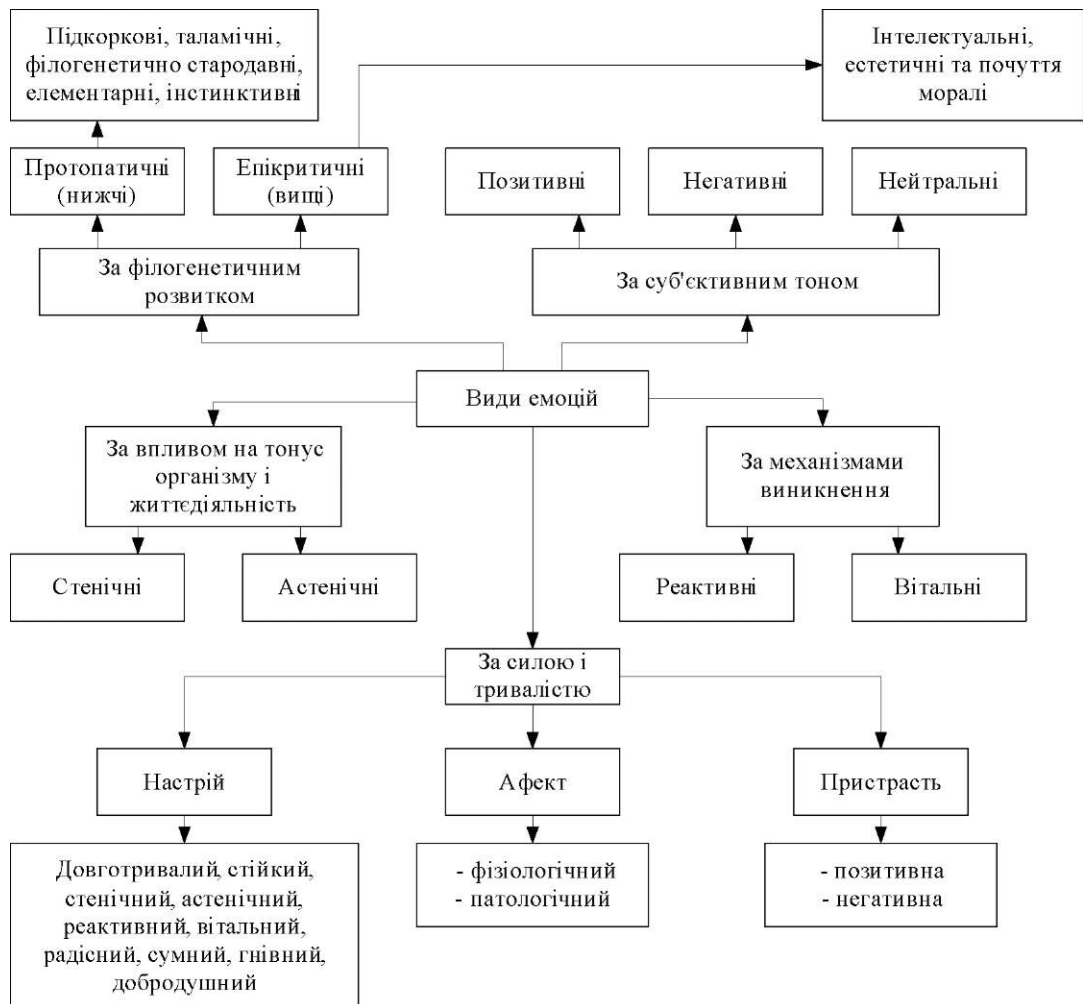 Підкоркові, таламічні,
філогенетично стародавні,
елементарні, інстинктивні
Інтелектуальні,
естетичні та почуття
моралі
Протопатичні
(нижчі)
Епікритичні
(вищі)
Позитивні
Негативні
Нейтральні
За філогенетичним
розвитком
За суб'єктивним тоном
Види емоцій
За впливом на тонус
організму і
життєдіяльність
За механізмами
виникнення
Стенічні
Астенічні
Реактивні
Вітальні
За силою і
тривалістю
Настрій
Афект
Пристрасть
Довготривалий, стійкий,
стенічний, астенічний,
реактивний, вітальний,
радісний, сумний, гнівний,
добродушний
- фізіологічний
- патологічний
- позитивна
- негативна